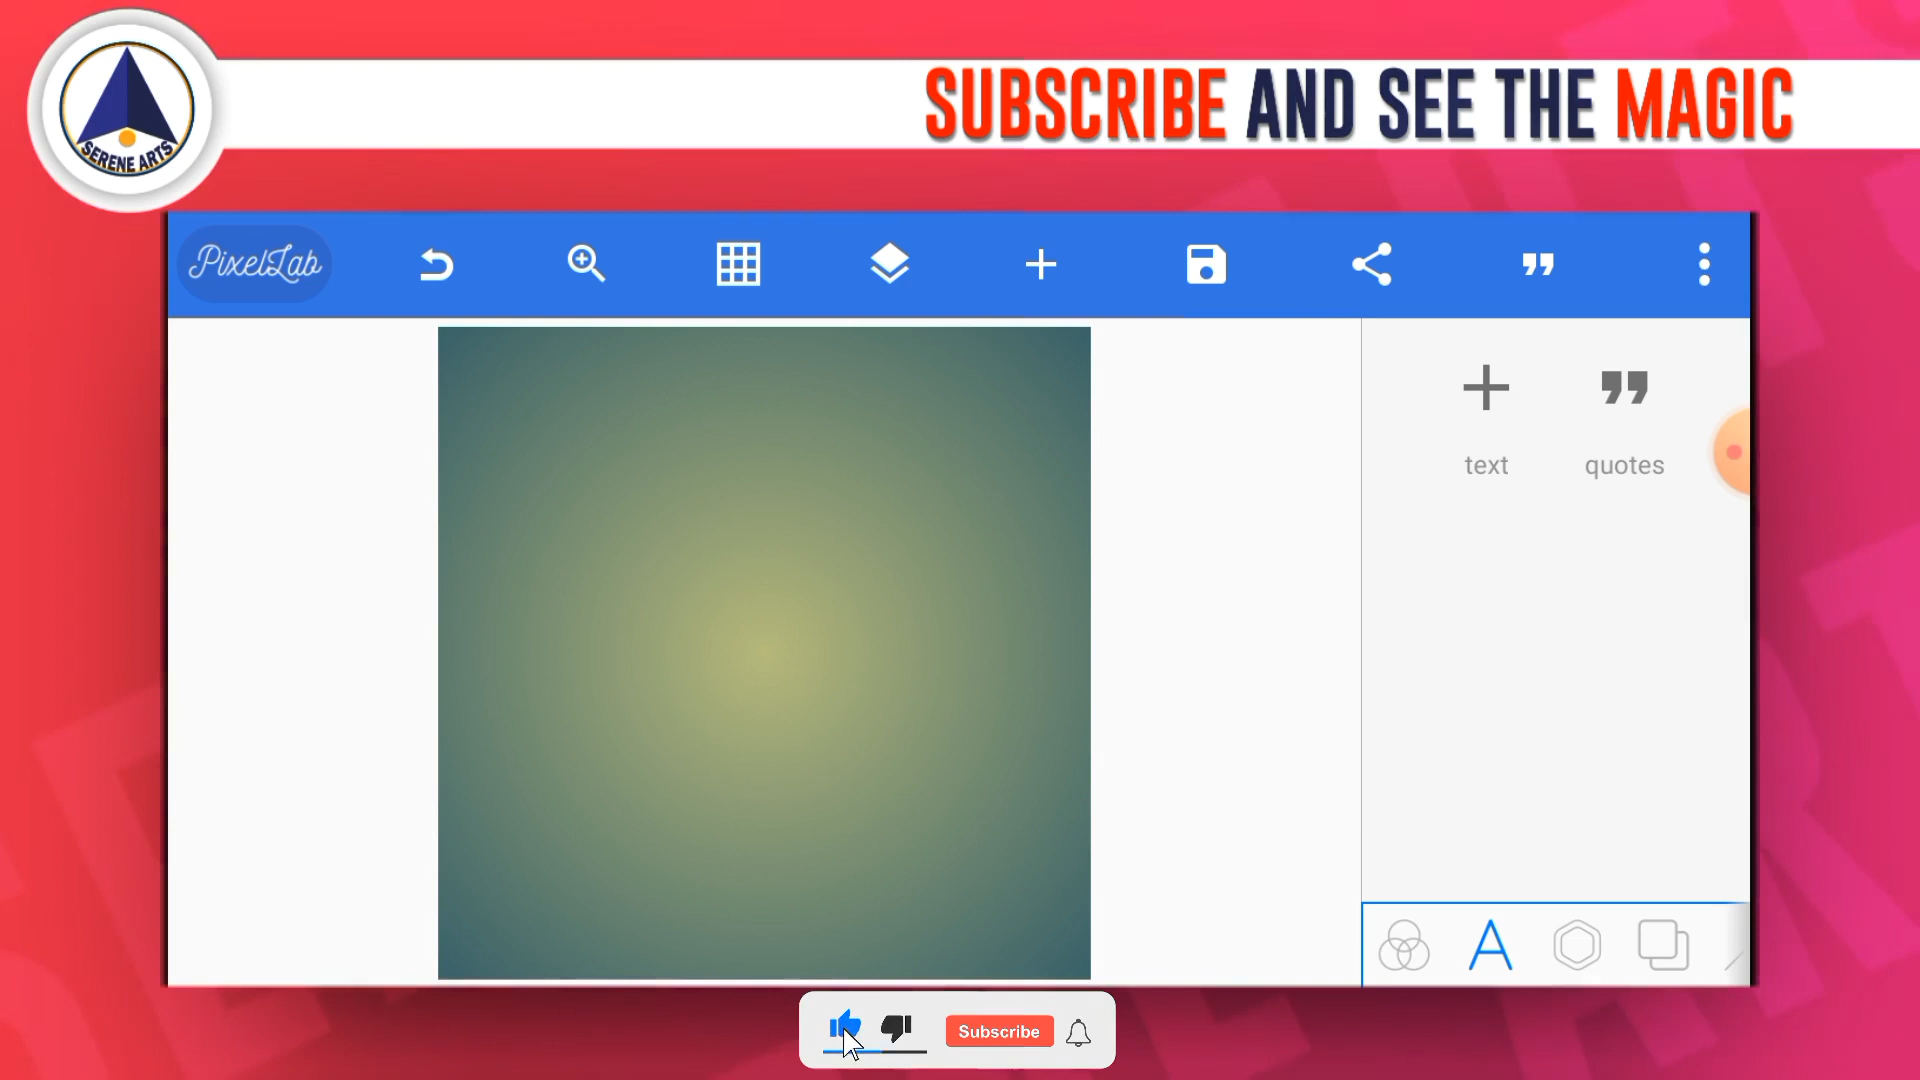 SUBSCRIBE AND SEE THE MAGIC
SERENE ARTS
PixelLab
text
quotes
Subscribe